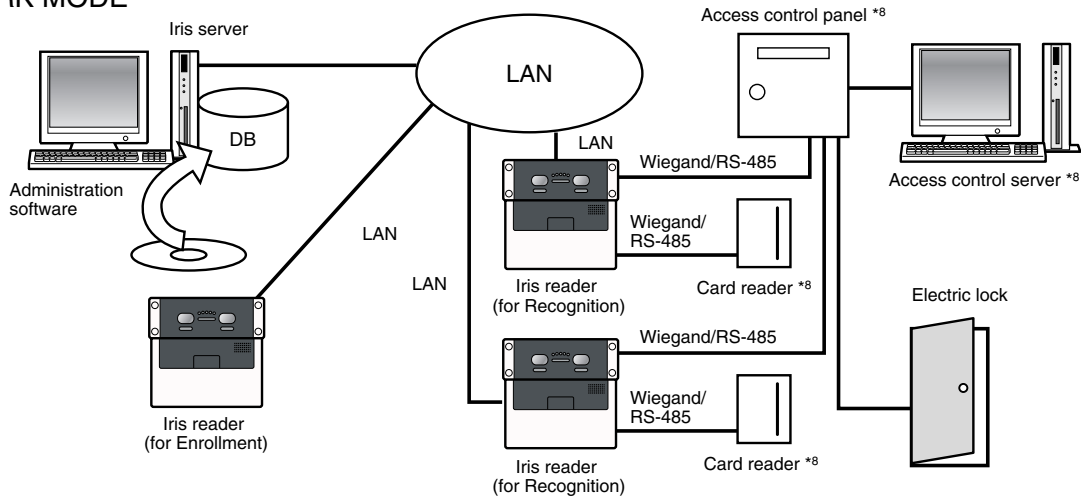 Iris server
Access control panel *8
LAN
DB
LAN
Wiegand/RS-485
Access control server *8
Administration
software
Wiegand/
RS-485
LAN
LAN
Iris reader
(for Recognition)
Card reader *8
Electric lock
Wiegand/RS-485
Wiegand/
RS-485
Iris reader
(for Enrollment)
Iris reader
(for Recognition)
Card reader *8